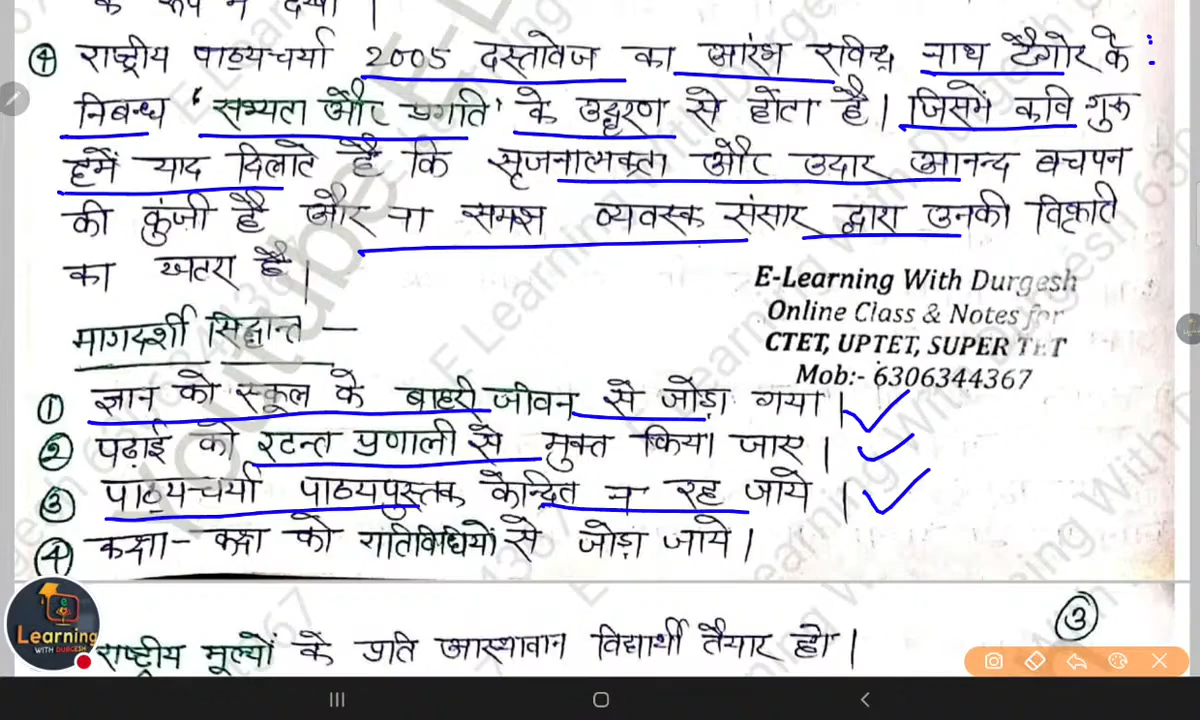 के रूप में देखा |
④ राष्ट्रीय पाठ्यचर्या 2005 दस्तावेज का आरंभ रविन्द्र नाथ टैगोर के
निबन्ध 'सभ्यता और प्रगति' के उद्धरण से होता है। जिसमें कवि गुरु
हमें याद दिलाते है कि सृजनात्मकता और उदार आनन्द बचपन
की कुंजी है और ना समझ व्यवस्क संसार द्वारा उनकी विकृति
का खतरा है |
E-Learning With Durgesh
Online Class & Notes for
CTET, UPTET, SUPER TET
Mob:- 6306344367
मागदर्शी सिद्धान्त —
① ज्ञान को स्कूल के बाहरी जीवन से जोड़ा गया |
② पढ़ाई को रटन्त प्रणाली से मुक्त किया जाए |
③ पाठ्यचर्या पाठ्यपुस्तक केन्द्रित न रह जाये |
④ कक्षा-कक्षा को गतिविधियों से जोड़ा जाये |
③
राष्ट्रीय मूल्यों के प्रति आस्थावान विद्यार्थी तैयार हो |
Learning
WITH DURGESH